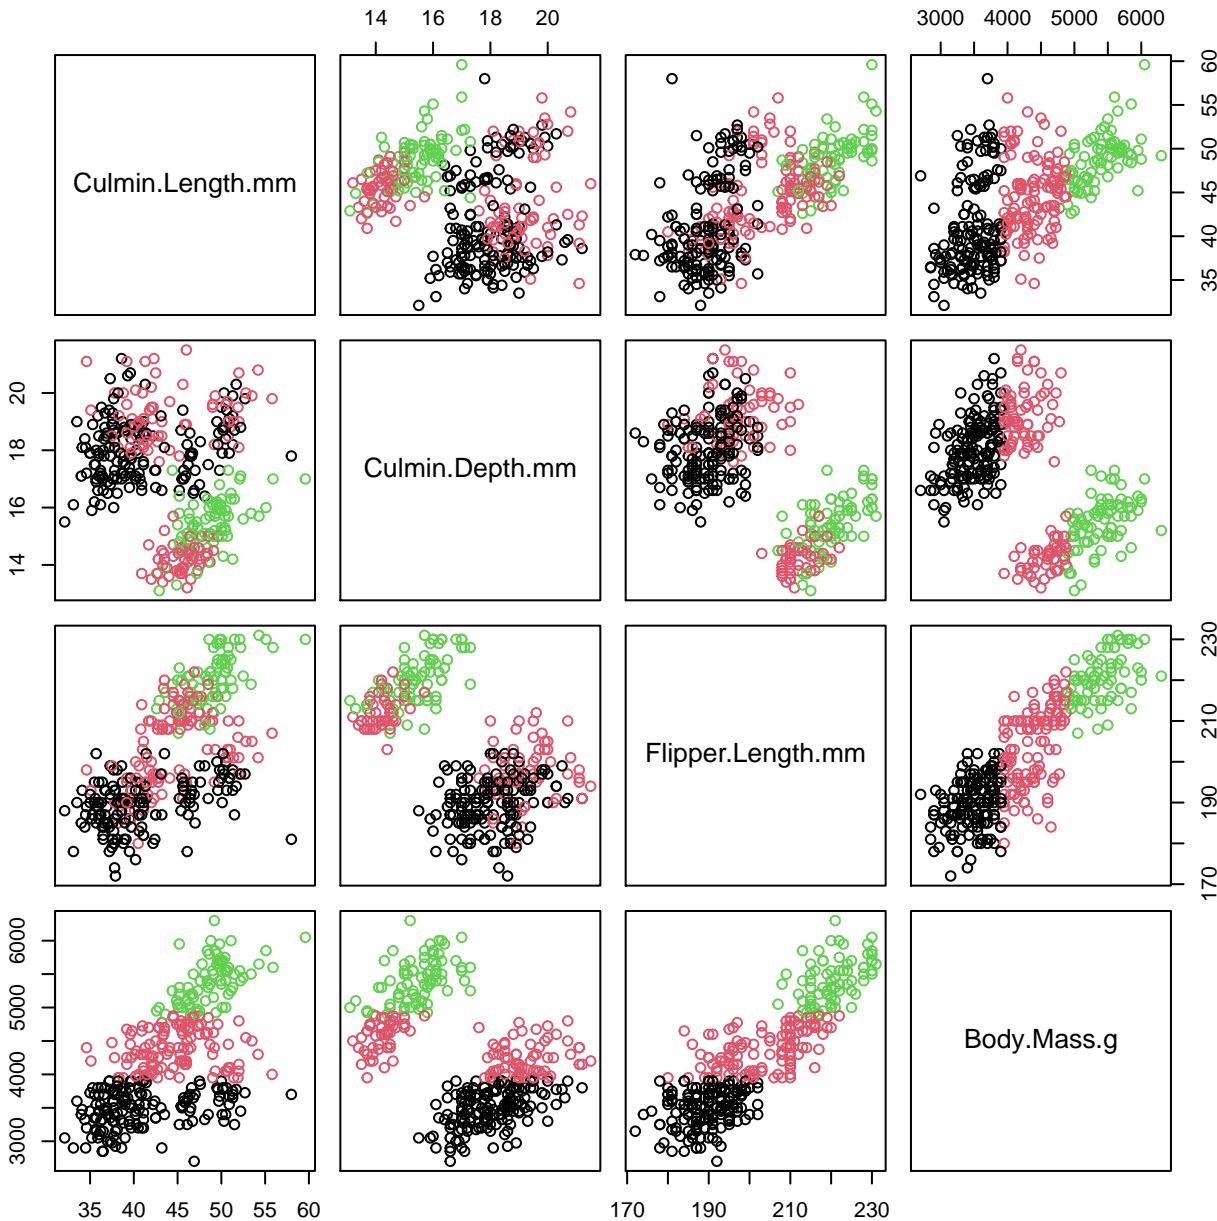 14 16 18 20 3000 4000 5000 6000
Culmin.Length.mm
35 40 45 50 55 60
14 16 18 20
Culmin.Depth.mm
Flipper.Length.mm
170 190 210 230
3000 4000 5000 6000
Body.Mass.g
35 40 45 50 55 60 170 190 210 230